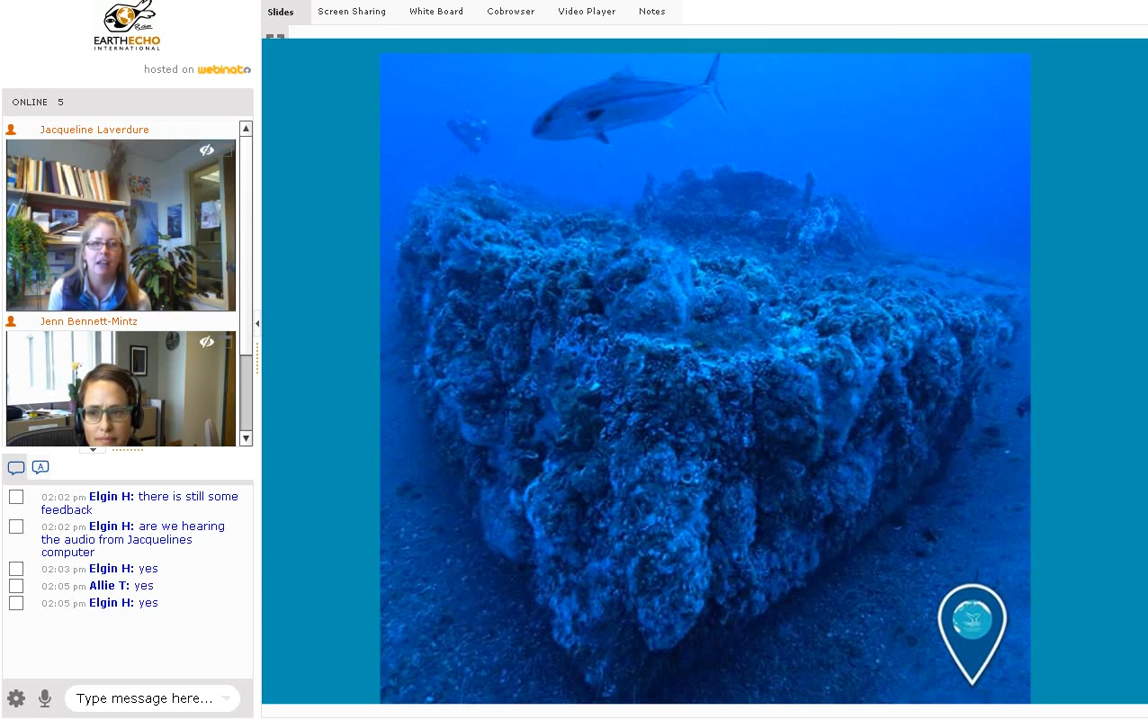 EARTHECHO
INTERNATIONAL
hosted on webinato
ONLINE 5
Jacqueline Laverdure
Jenn Bennett-Mintz
02:02 pm Elgin H: there is still some
feedback
02:02 pm Elgin H: are we hearing
the audio from Jacquelines
computer
02:03 pm Elgin H: yes
02:05 pm Allie T: yes
02:05 pm Elgin H: yes
Type message here...
Slides Screen Sharing White Board Cobrowser Video Player Notes